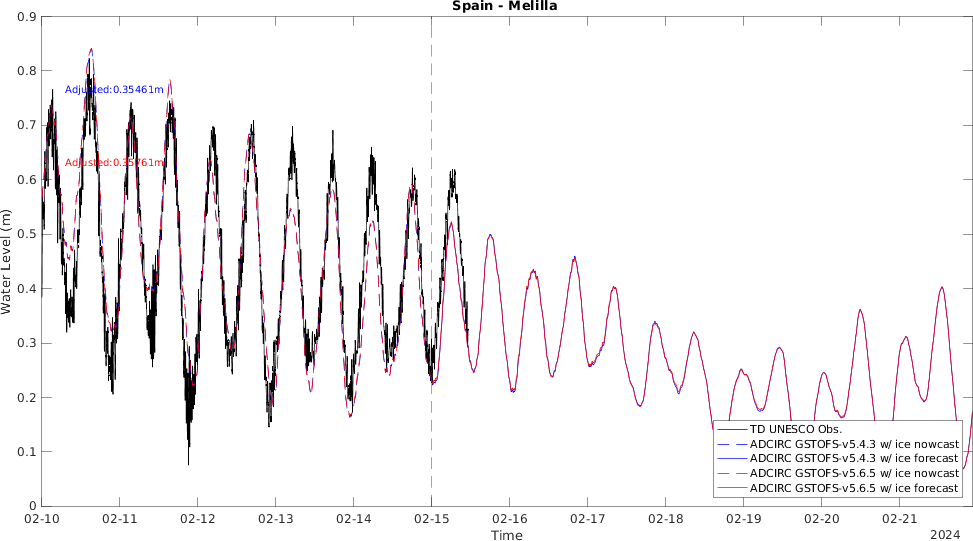 Spain - Melilla
0.9
0.8
0.7
0.6
0.5
0.4
0.3
0.2
0.1
0
Water Level (m)
Adjusted:0.35461m
Adjusted:0.35761m
TD UNESCO Obs.
ADCIRC GSTOFS-v5.4.3 w/ ice nowcast
ADCIRC GSTOFS-v5.4.3 w/ ice forecast
ADCIRC GSTOFS-v5.6.5 w/ ice nowcast
ADCIRC GSTOFS-v5.6.5 w/ ice forecast
02-10 02-11 02-12 02-13 02-14 02-15 02-16 02-17 02-18 02-19 02-20 02-21
Time
2024